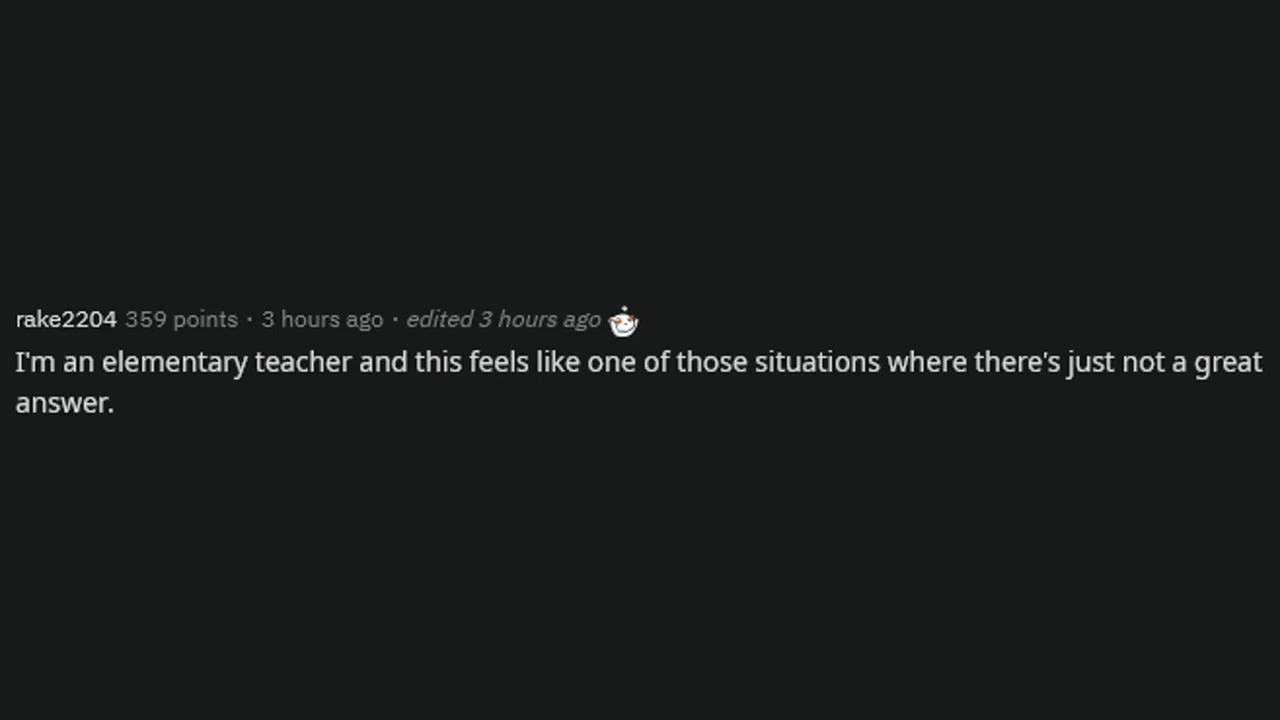 rake2204 359 points · 3 hours ago · edited 3 hours ago
I'm an elementary teacher and this feels like one of those situations where there's just not a great
answer.